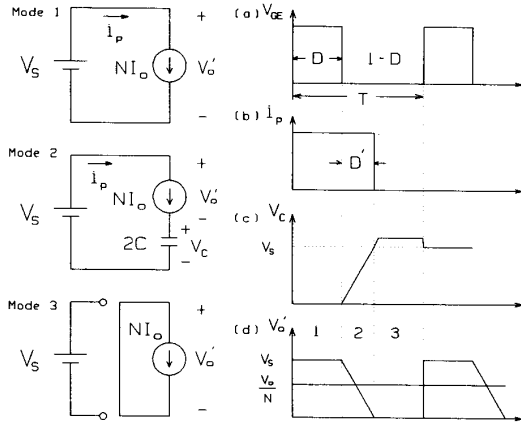 Mode 1
i_p
V_S
NI_o
+
V_o'
−
Mode 2
i_p
V_S
NI_o
+
V_o'
−
2C
+
V_C
−
Mode 3
V_S
NI_o
+
V_o'
−
(a) V_GE
D
1-D
T
(b) i_p
D'
(c) V_C
V_S
(d) V_o'
1 2 3
V_S
V_o
N